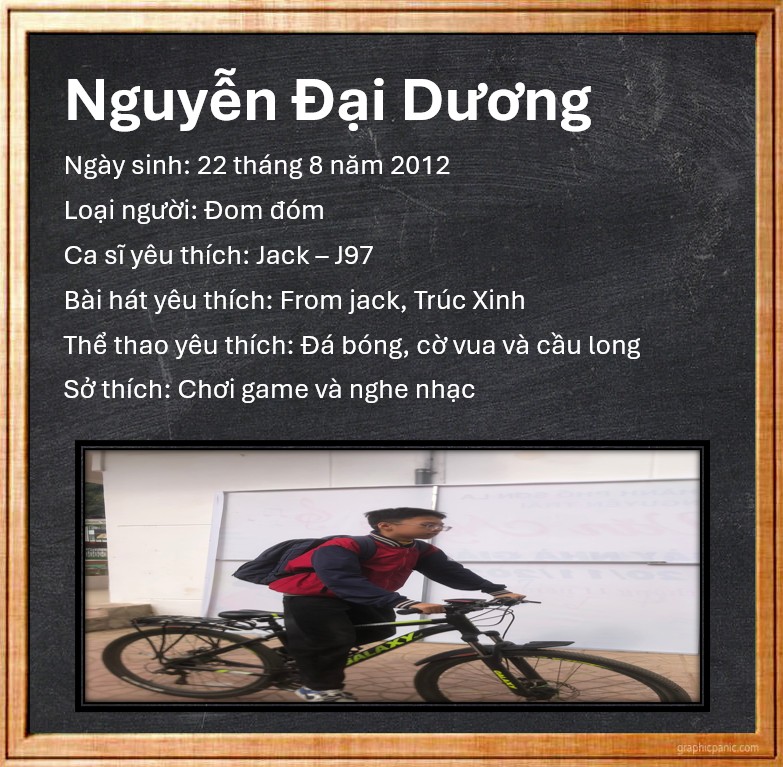 Nguyễn Đại Dương
Ngày sinh: 22 tháng 8 năm 2012
Loại người: Đom đóm
Ca sĩ yêu thích: Jack – J97
Bài hát yêu thích: From jack, Trúc Xinh
Thể thao yêu thích: Đá bóng, cờ vua và cầu long
Sở thích: Chơi game và nghe nhạc
GALAXY
GALAXY
graphicpanic.com